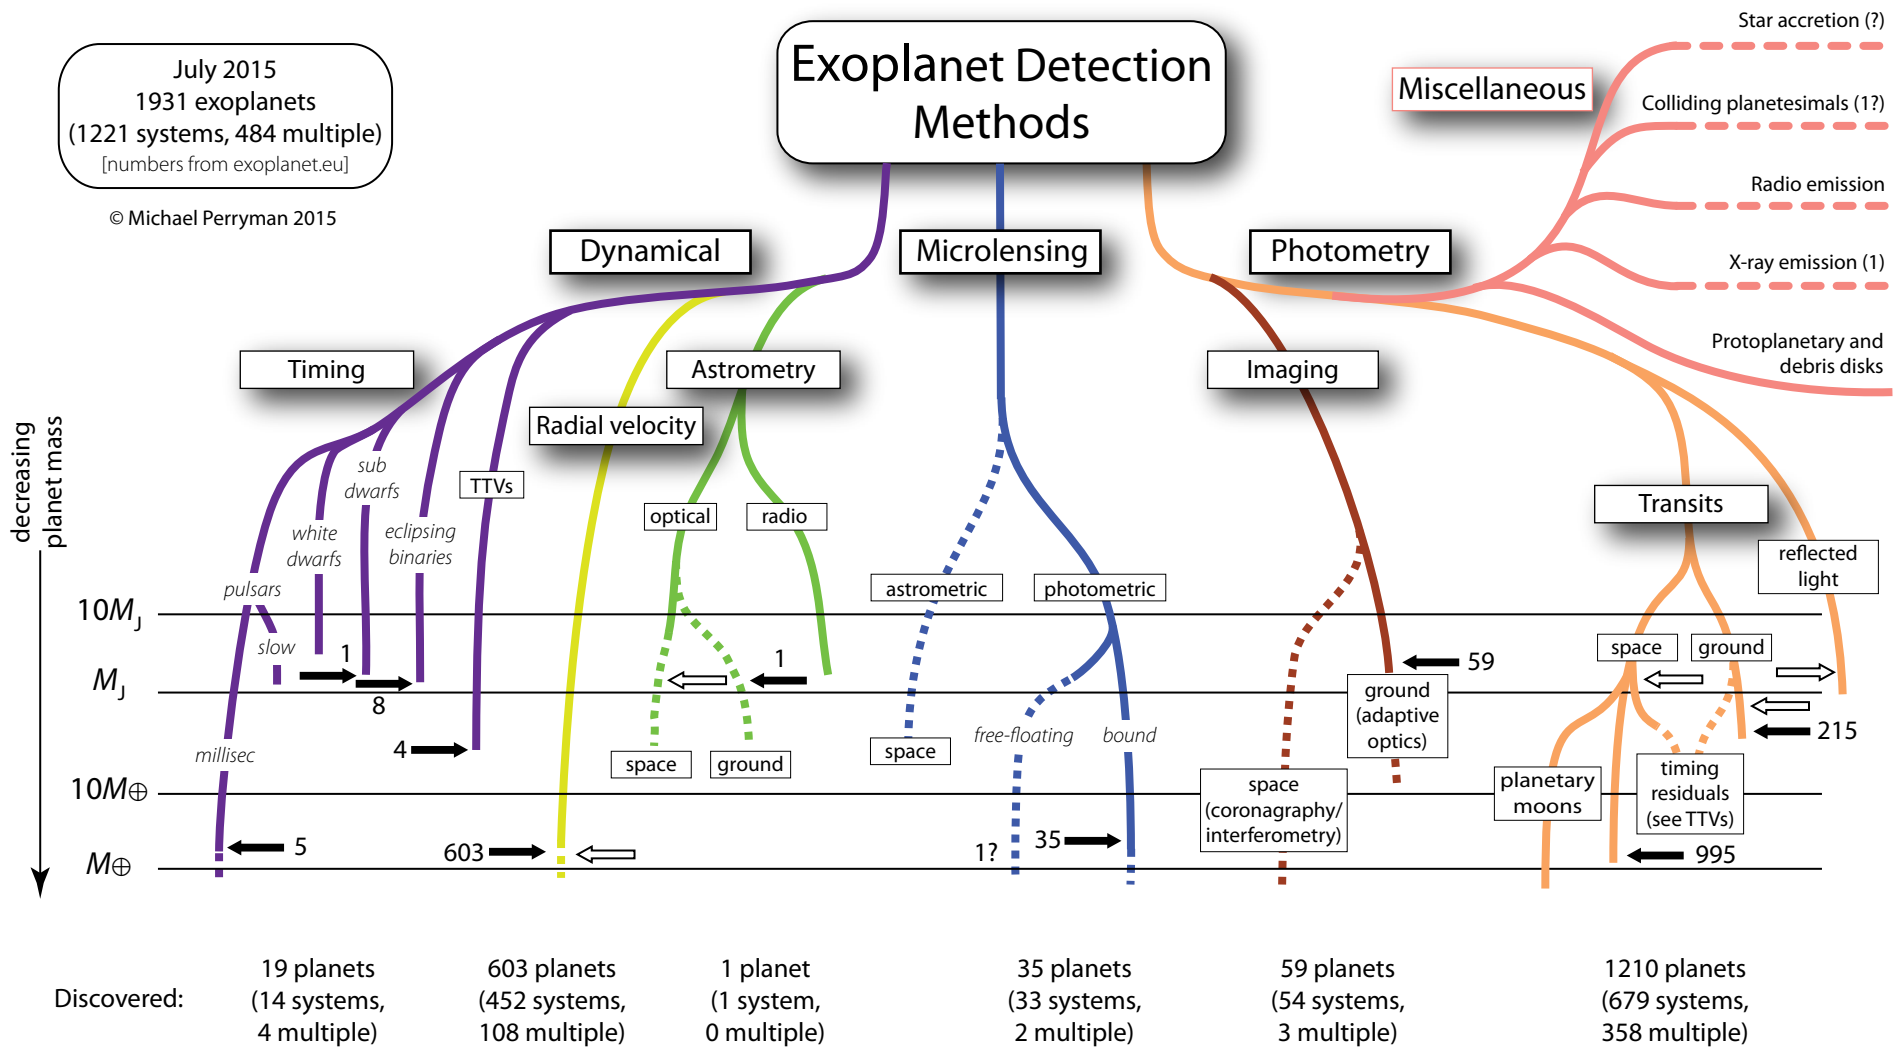 Exoplanet Detection
Methods
July 2015
1931 exoplanets
(1221 systems, 484 multiple)
[numbers from exoplanet.eu]
© Michael Perryman 2015
Miscellaneous
Star accretion (?)
Colliding planetesimals (1?)
Radio emission
X-ray emission (1)
Protoplanetary and
debris disks
Dynamical
Microlensing
Photometry
Timing
Astrometry
Imaging
Radial velocity
Transits
decreasing
planet mass
sub
dwarfs
TTVs
white
dwarfs
eclipsing
binaries
optical
radio
pulsars
slow
astrometric
photometric
reflected
light
space
ground
10M_J
M_J
10M⊕
M⊕
1
8
4
1
59
215
millisec
space
ground
space
free-floating
bound
ground
(adaptive
optics)
space
(coronagraphy/
interferometry)
planetary
moons
timing
residuals
(see TTVs)
5
603
1?
35
995
Discovered:
19 planets
(14 systems,
4 multiple)
603 planets
(452 systems,
108 multiple)
1 planet
(1 system,
0 multiple)
35 planets
(33 systems,
2 multiple)
59 planets
(54 systems,
3 multiple)
1210 planets
(679 systems,
358 multiple)